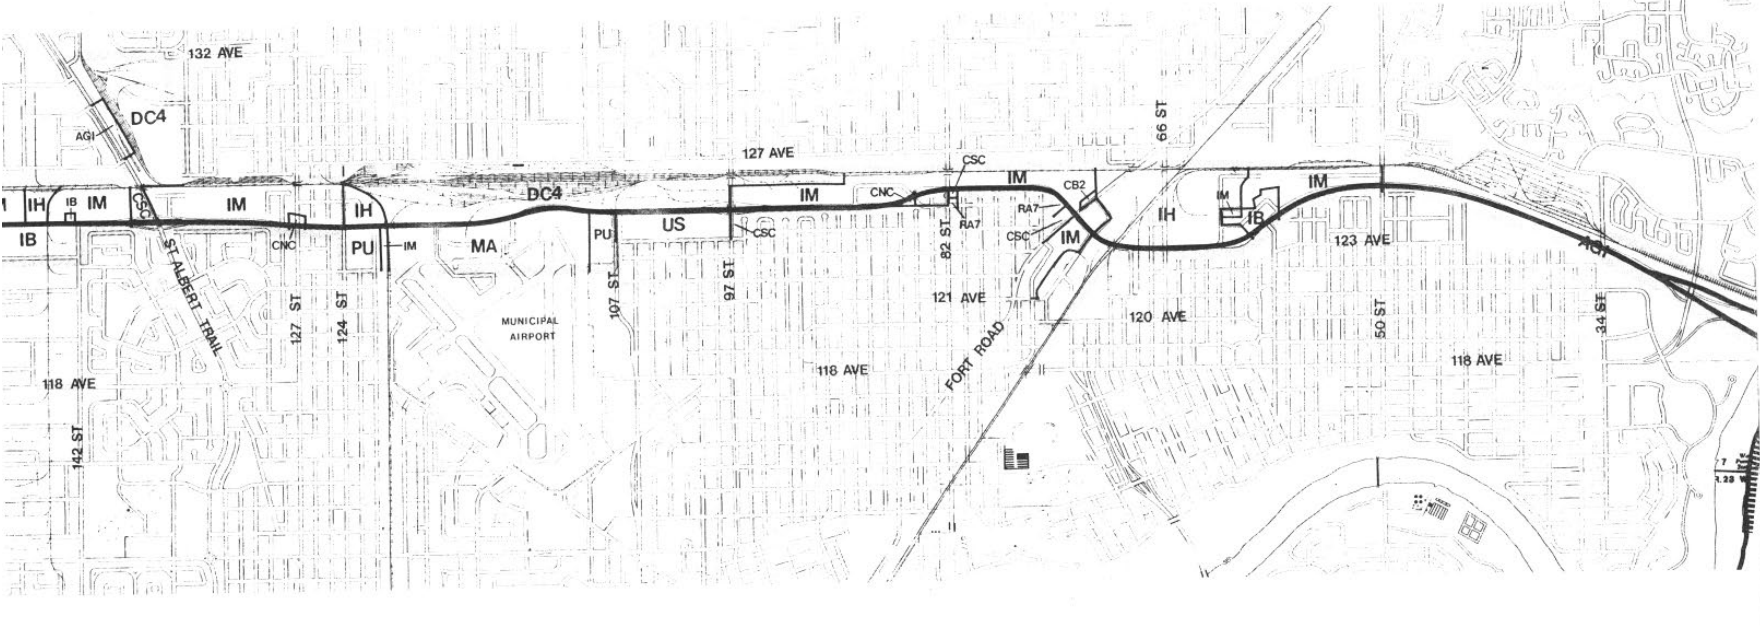 132 AVE
DC4
AGI
66 ST
127 AVE
CSC
IH
IB
IM
CSC
IM
IH
DC4
IM
CNC
IM
CB2
RA7
IH
IM
IM
IB
IB
CNC
PU
IM
MA
PU
US
CSC
82 ST
RA7
CSC
IM
123 AVE
AGI
ST ALBERT TRAIL
127 ST
124 ST
MUNICIPAL
AIRPORT
107 ST
97 ST
121 AVE
120 AVE
50 ST
34 ST
118 AVE
118 AVE
FORT ROAD
118 AVE
142 ST